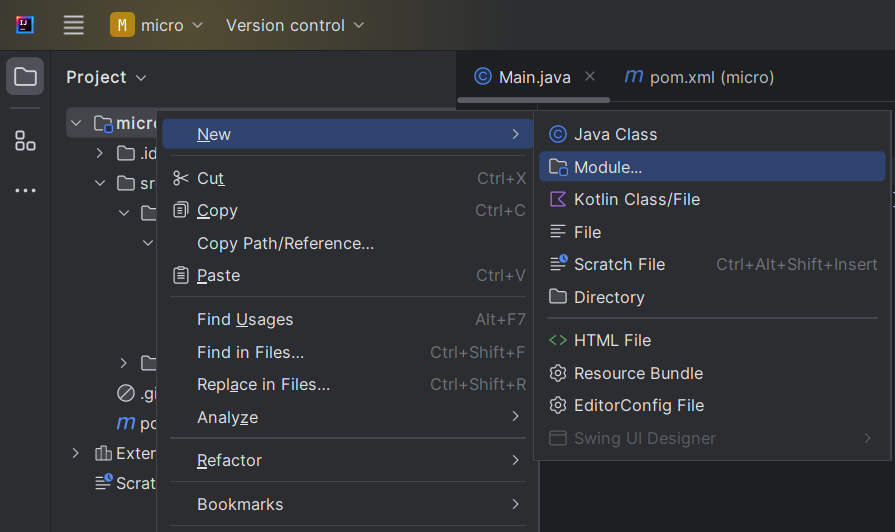 M micro Version control
Project
Main.java
pom.xml (micro)
micro
.id
sr
.gi
po
Exter
Scrat
New
Cut Ctrl+X
Copy Ctrl+C
Copy Path/Reference...
Paste Ctrl+V
Find Usages Alt+F7
Find in Files... Ctrl+Shift+F
Replace in Files... Ctrl+Shift+R
Analyze
Refactor
Bookmarks
Java Class
Module...
Kotlin Class/File
File
Scratch File Ctrl+Alt+Shift+Insert
Directory
HTML File
Resource Bundle
EditorConfig File
Swing UI Designer